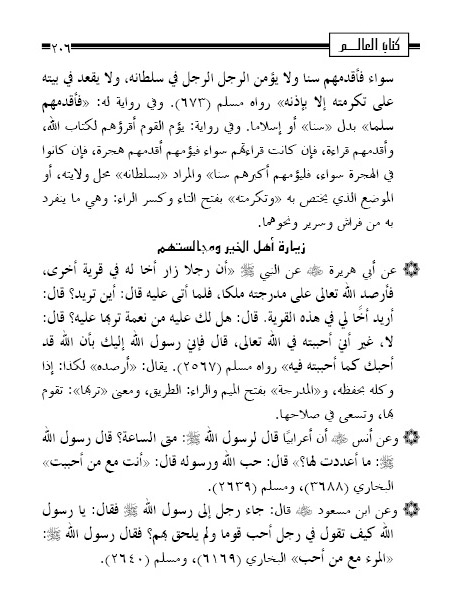 كتاب العالم
٢٠٦
سواء فأقدمهم سنا ولا يؤمن الرجل الرجل في سلطانه، ولا يقعد في بيته
على تكرمته إلا بإذنه» رواه مسلم (٦٧٣). وفي رواية له: «فأقدمهم
سلما» بدل «سنا» أو إسلاما. وفي رواية: يؤم القوم أقرؤهم لكتاب الله،
وأقدمهم قراءة، فإن كانت قراءتهم سواء فيؤمهم أقدمهم هجرة، فإن كانوا
في الهجرة سواء، فليؤمهم أكبرهم سنا» والمراد «بسلطانه» محل ولايته، أو
الموضع الذي يختص به «وتكرمته» بفتح التاء وكسر الراء: وهي ما ينفرد
به من فراش وسرير ونحوهما.
زيارة أهل الخير ومجالستهم
عن أبي هريرة ﷺ عن النبي ﷺ «أن رجلا زار أخا له في قرية أخرى،
فأرصد الله تعالى على مدرجته ملكا، فلما أتى عليه قال: أين تريد؟ قال:
أريد أخًا لي في هذه القرية. قال: هل لك عليه من نعمة تربها عليه؟ قال:
لا، غير أني أحببته في الله تعالى، قال فإني رسول الله إليك بأن الله قد
أحبك كما أحببته فيه» رواه مسلم (٢٥٦٧). يقال: «أرصده» لكذا: إذا
وكله بحفظه، و«المدرجة» بفتح الميم والراء: الطريق، ومعنى «تربها»: تقوم
بها، وتسعى في صلاحها.
وعن أنس ﷺ أن أعرابيًا قال لرسول الله ﷺ: متى الساعة؟ قال رسول الله
ﷺ: ما أعددت لها؟» قال: حب الله ورسوله قال: «أنت مع من أحببت»
البخاري (٣٦٨٨)، ومسلم (٢٦٣٩).
وعن ابن مسعود ﷺ قال: جاء رجل إلى رسول الله ﷺ فقال: يا رسول
الله كيف تقول في رجل أحب قوما ولم يلحق بهم؟ فقال رسول الله ﷺ:
«المرء مع من أحب» البخاري (٦١٦٩)، ومسلم (٢٦٤٠).